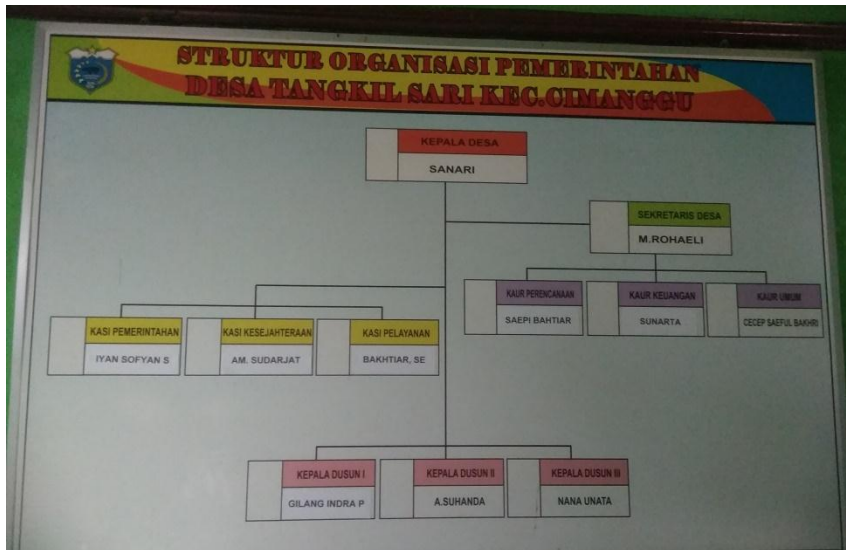 STRUKTUR ORGANISASI PEMERINTAHAN
DESA TANGKIL SARI KEC.CIMANGGU
KEPALA DESA
SANARI
SEKRETARIS DESA
M.ROHAELI
KAUR PERENCANAAN
SAEPI BAHTIAR
KAUR KEUANGAN
SUNARTA
KAUR UMUM
CECEP SAEFUL BAKHRI
KASI PEMERINTAHAN
IYAN SOFYAN S
KASI KESEJAHTERAAN
AM. SUDARJAT
KASI PELAYANAN
BAKHTIAR, SE
KEPALA DUSUN I
GILANG INDRA P
KEPALA DUSUN II
A.SUHANDA
KEPALA DUSUN III
NANA UNATA